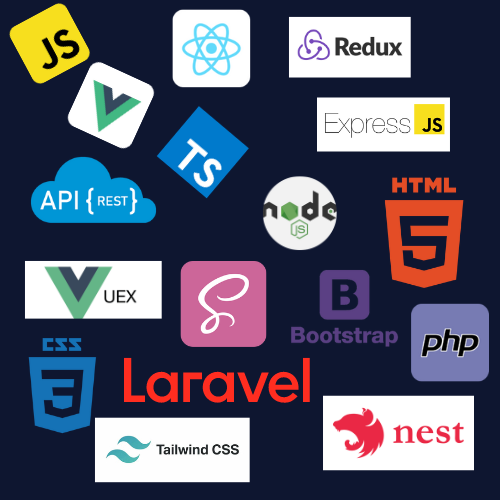 JS
Redux
Express JS
TS
API {REST}
node
JS
HTML
5
VUEX
S
B
Bootstrap
php
CSS
3
Laravel
Tailwind CSS
nest